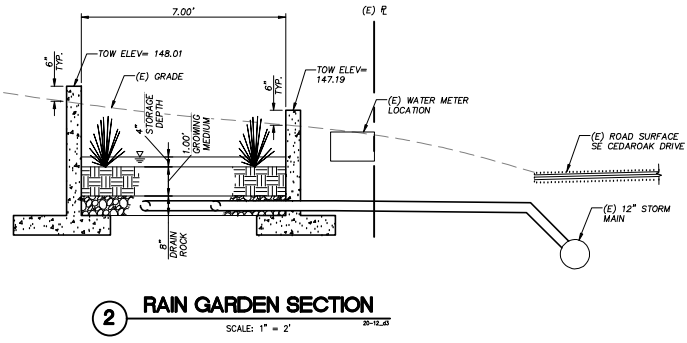 7.00'
(E) PL
6"
TYP.
TOW ELEV= 148.01
(E) GRADE
4"
STORAGE
DEPTH
1.00'
GROWING
MEDIUM
6"
TYP.
TOW ELEV=
147.19
(E) WATER METER
LOCATION
(E) ROAD SURFACE
SE CEDAROAK DRIVE
(E) 12" STORM
MAIN
8"
DRAIN
ROCK
2
RAIN GARDEN SECTION
SCALE: 1" = 2'
20-12_d3